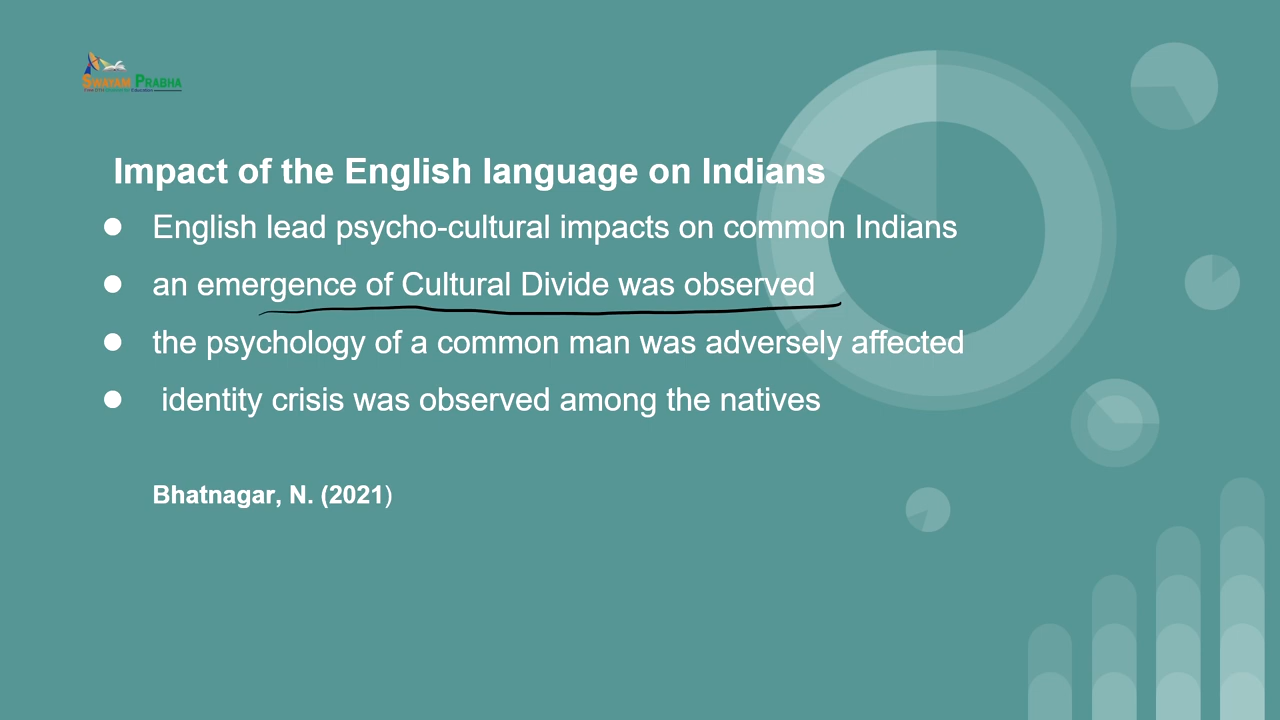 SWAYAM PRABHA
Impact of the English language on Indians
● English lead psycho-cultural impacts on common Indians
● an emergence of Cultural Divide was observed
● the psychology of a common man was adversely affected
● identity crisis was observed among the natives
Bhatnagar, N. (2021)